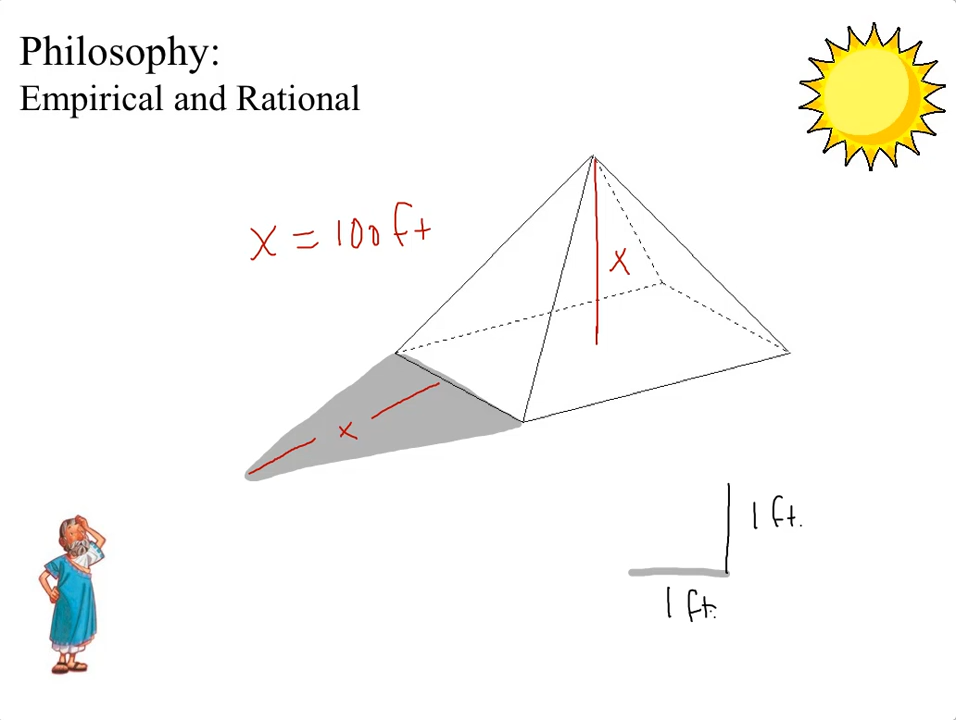 Philosophy:
Empirical and Rational
x = 100 ft
x
x
1 ft.
1 ft.